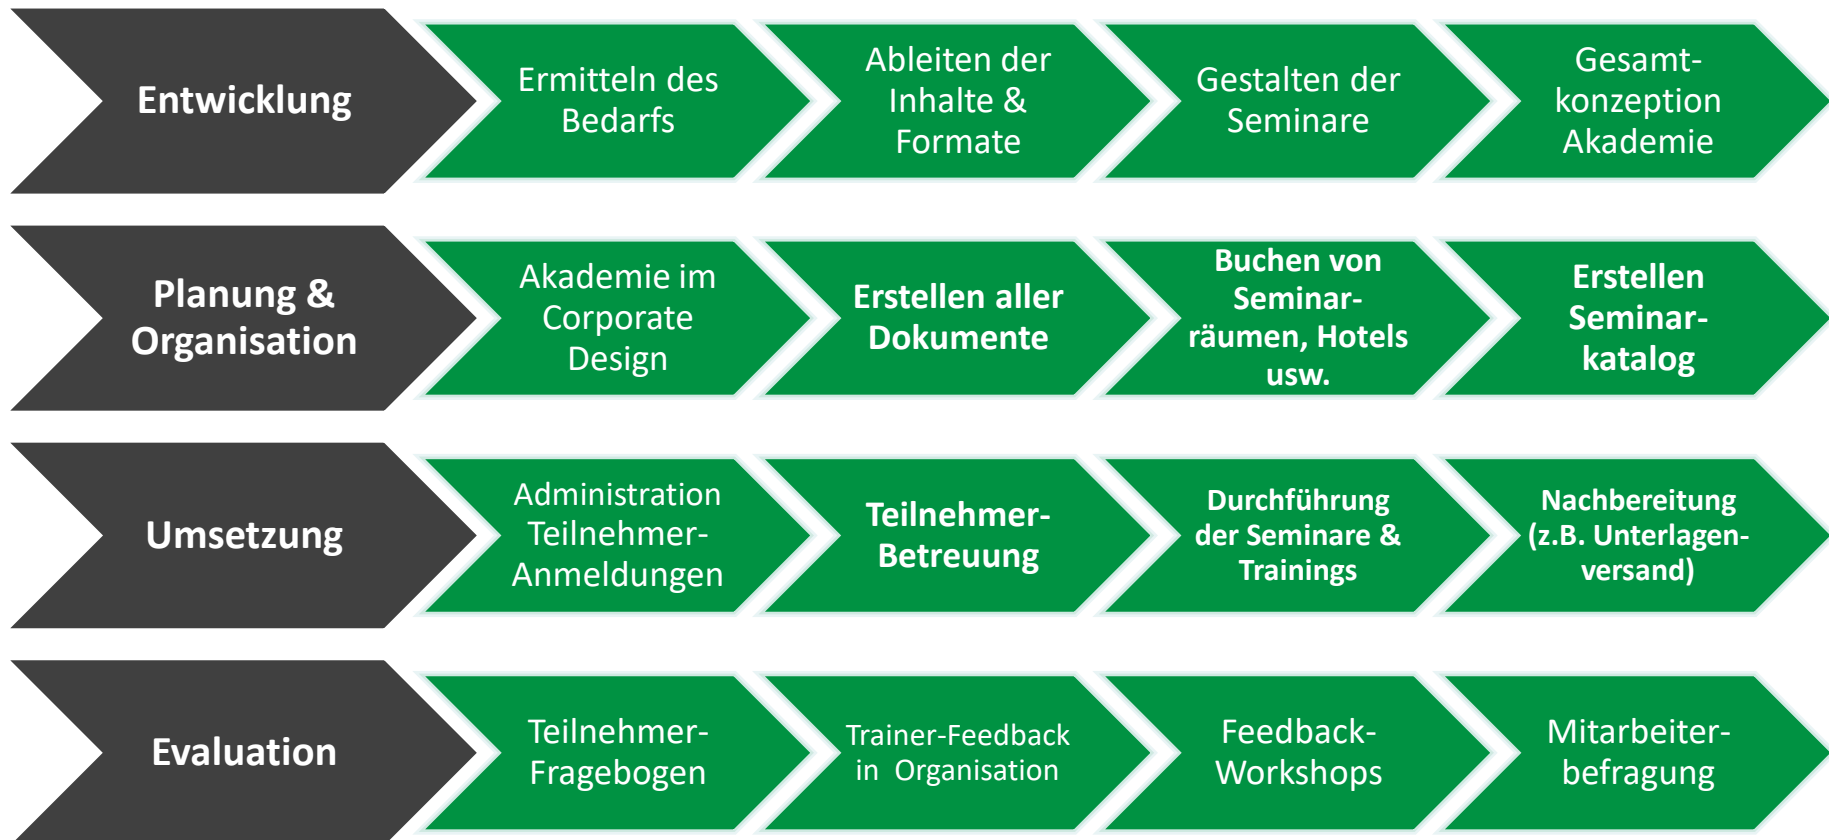 Entwicklung
Ermitteln des
Bedarfs
Ableiten der
Inhalte &
Formate
Gestalten der
Seminare
Gesamt-
konzeption
Akademie
Planung &
Organisation
Akademie im
Corporate
Design
Erstellen aller
Dokumente
Buchen von
Seminar-
räumen, Hotels
usw.
Erstellen
Seminar-
katalog
Umsetzung
Administration
Teilnehmer-
Anmeldungen
Teilnehmer-
Betreuung
Durchführung
der Seminare &
Trainings
Nachbereitung
(z.B. Unterlagen-
versand)
Evaluation
Teilnehmer-
Fragebogen
Trainer-Feedback
in Organisation
Feedback-
Workshops
Mitarbeiter-
befragung